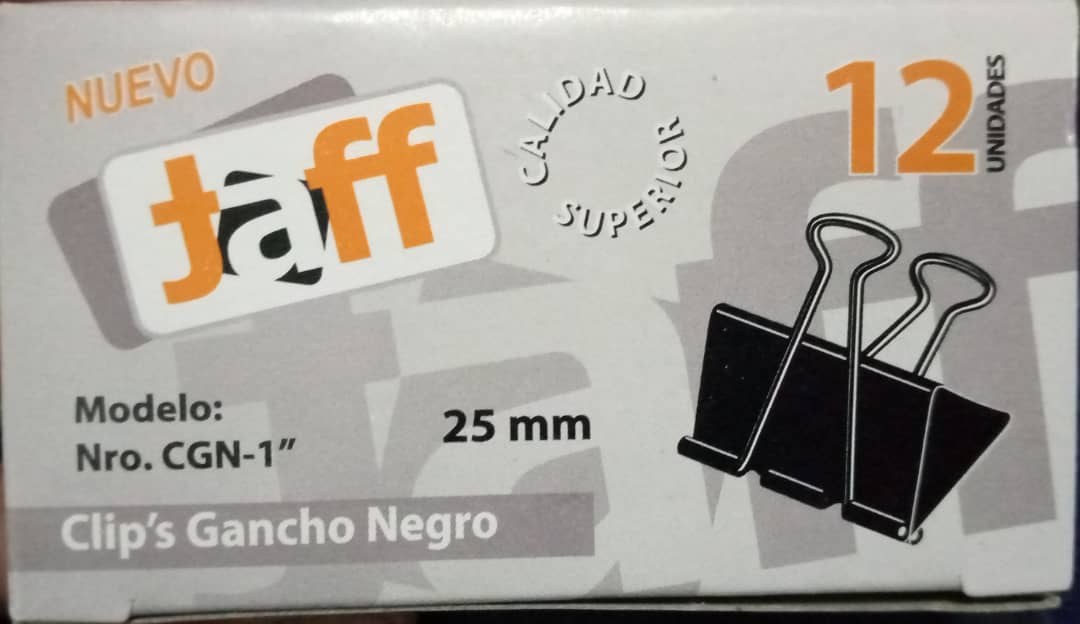 NUEVO
Jaff
CALIDAD
SUPERIOR
12
UNIDADES
Modelo:
Nro. CGN-1”
25 mm
Clip’s Gancho Negro